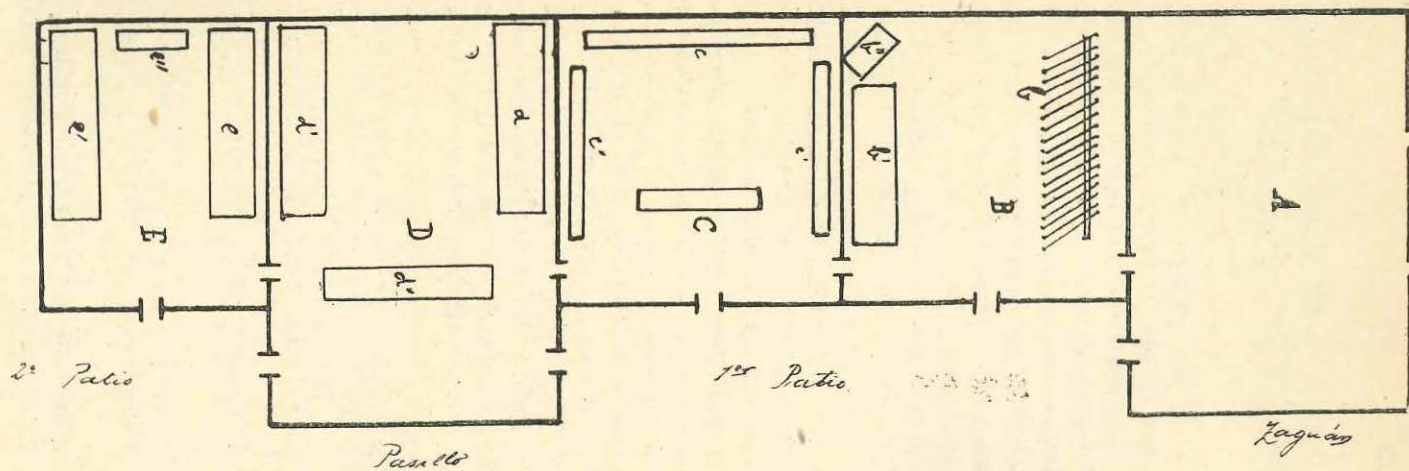 e'
e''
e
E
d'
d
D
d''
c
c'
c'
C
b''
b'
b
B
A
2º Patio
Pasillo
1er Patio
Zaguán